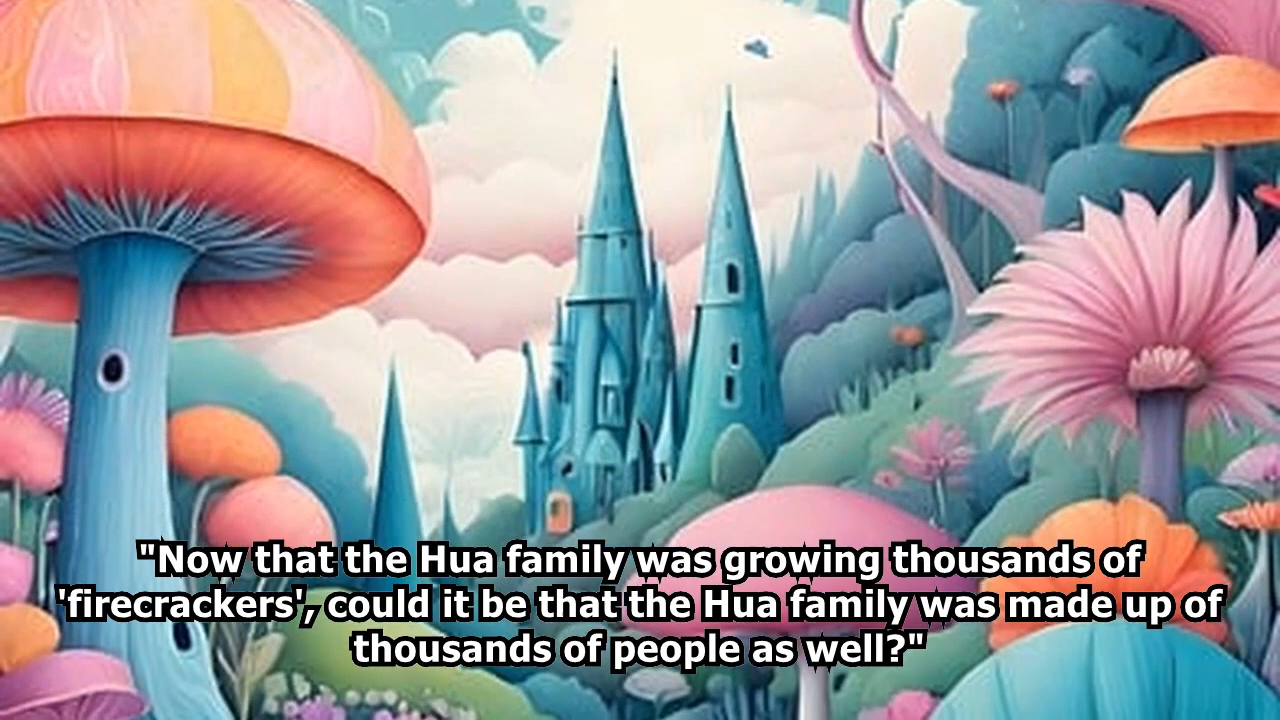 "Now that the Hua family was growing thousands of
'firecrackers', could it be that the Hua family was made up of
thousands of people as well?"